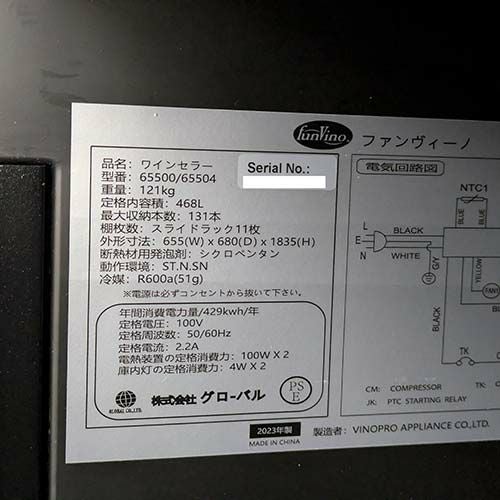 funVino ファンヴィーノ
品名：ワインセラー
Serial No.:
型番：65500/65504
重量：121kg
定格内容積：468L
最大収納本数：131本
棚枚数：スライドラック11枚
外形寸法：655(W) x 680(D) x 1835(H)
断熱材用発泡剤：シクロペンタン
動作環境：ST.N.SN
冷媒：R600a(51g)
※電源は必ずコンセントから抜いて下さい。
年間消費電力量/429kwh/年
定格電圧：100V
定格周波数：50/60Hz
定格電流：2.2A
電熱装置の定格消費力：100W X 2
庫内灯の定格消費力：4W X 2
GLOBAL CO.,LTD.
株式会社 グローバル
PS
E
2023年製
MADE IN CHINA
電気回路図
NTC1
BLUE
BLUE
L
E
N
BLACK
WHITE
G/Y
FAN
BLACK
BLACK
TK
CM: COMPRESSOR
JK: PTC STARTING RELAY
製造者：VINOPRO APPLIANCE CO.,LTD.